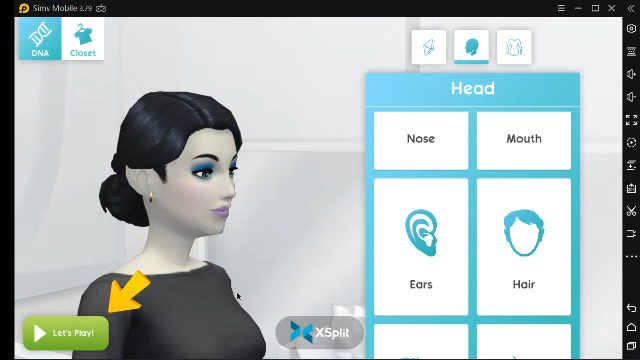 Sims Mobile 3.79
DNA
Closet
Head
Nose
Mouth
Ears
Hair
Let's Play!
XSplit